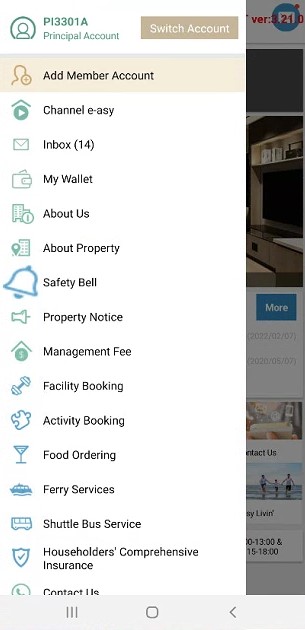 PI3301A
Principal Account
Switch Account
ver:3.21.0
Add Member Account
Channel e-asy
Inbox (14)
My Wallet
About Us
About Property
Safety Bell
Property Notice
More
(2022/02/07)
Management Fee
(2020/05/07)
Facility Booking
Activity Booking
Food Ordering
ntact Us
Ferry Services
sy Livin'
Shuttle Bus Service
Householders' Comprehensive
Insurance
00-13:00 &
15-18:00
Contact Us